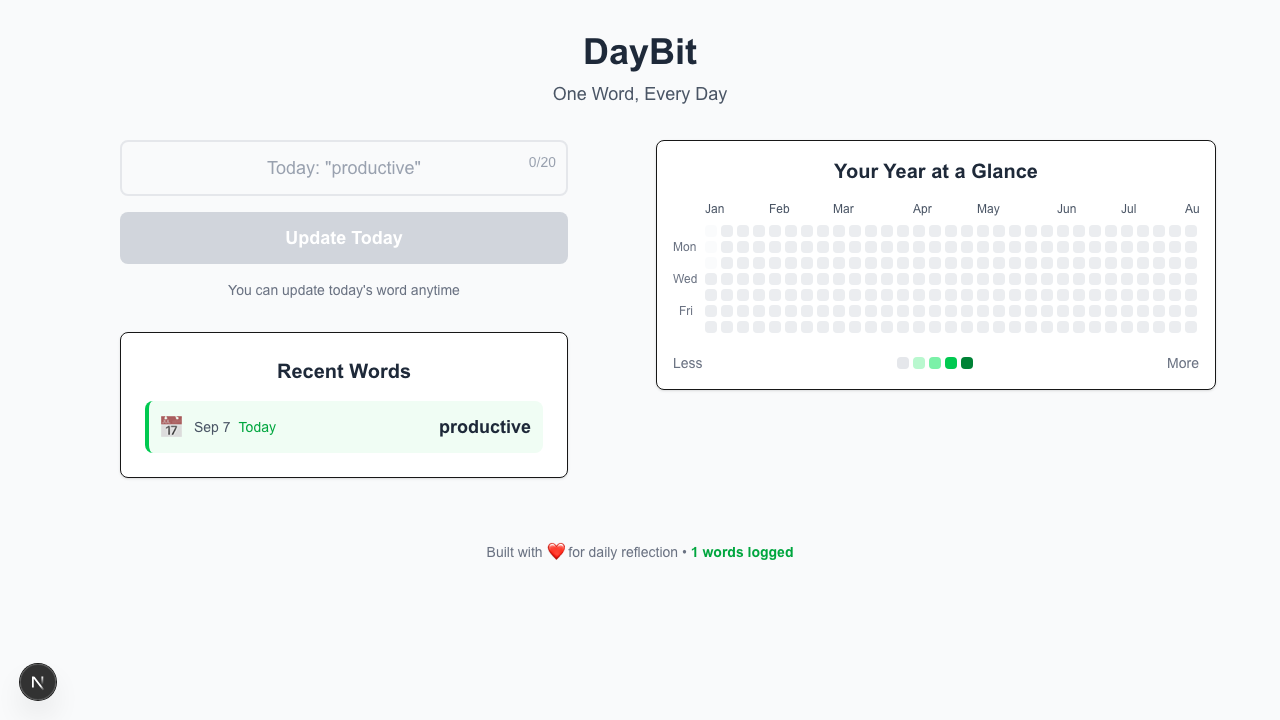 DayBit
One Word, Every Day
Today: "productive"
0/20
Update Today
You can update today's word anytime
Recent Words
📅 Sep 7 Today productive
Your Year at a Glance
Jan Feb Mar Apr May Jun Jul Au
Mon
Wed
Fri
Less More
Built with ❤️ for daily reflection • 1 words logged
N